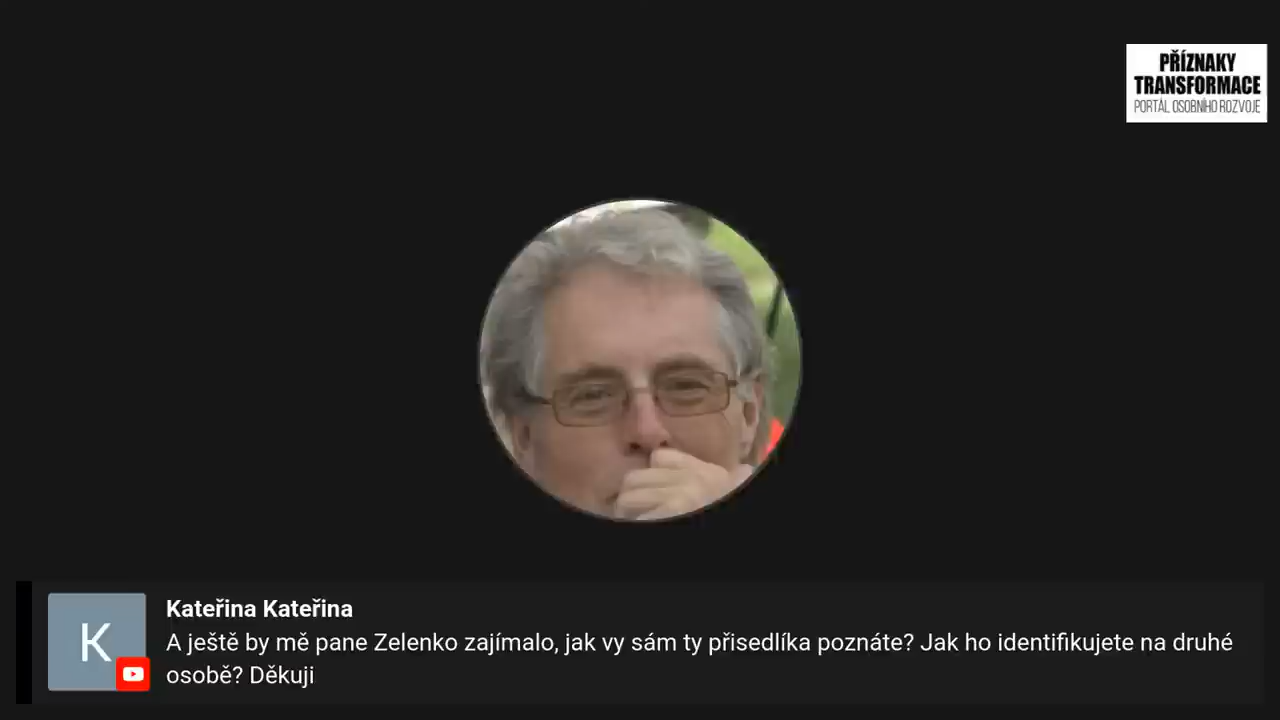 PŘÍZNAKY
TRANSFORMACE
PORTÁL OSOBNÍHO ROZVOJE
K
Kateřina Kateřina
A ještě by mě pane Zelenko zajímalo, jak vy sám ty přisedlíka poznáte? Jak ho identifikujete na druhé
osobě? Děkuji